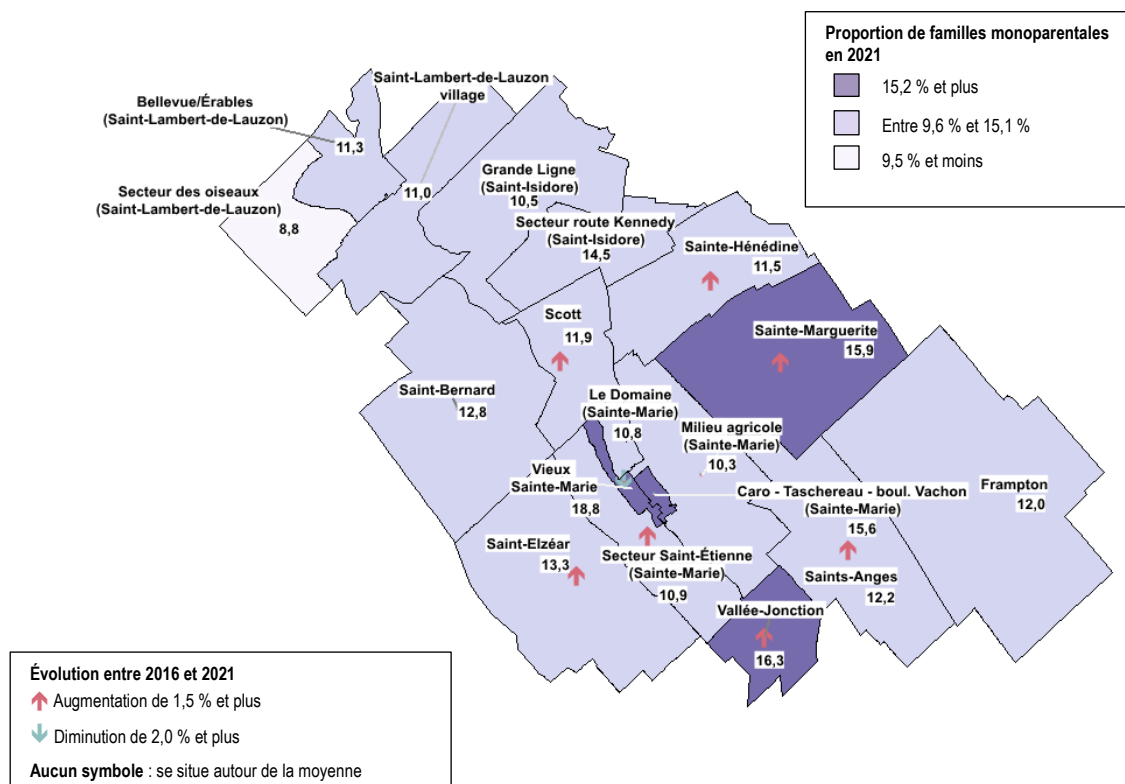 Proportion de familles monoparentales
en 2021
15,2 % et plus
Entre 9,6 % et 15,1 %
9,5 % et moins
Saint-Lambert-de-Lauzon
village
11,0
Bellevue/Érables
(Saint-Lambert-de-Lauzon)
11,3
Secteur des oiseaux
(Saint-Lambert-de-Lauzon)
8,8
Grande Ligne
(Saint-Isidore)
10,5
Secteur route Kennedy
(Saint-Isidore)
14,5
Sainte-Hénédine
11,5
Scott
11,9
Sainte-Marguerite
15,9
Saint-Bernard
12,8
Le Domaine
(Sainte-Marie)
10,8
Milieu agricole
(Sainte-Marie)
10,3
Vieux
Sainte-Marie
18,8
Caro - Taschereau - boul. Vachon
(Sainte-Marie)
15,6
Frampton
12,0
Saint-Elzéar
13,3
Secteur Saint-Étienne
(Sainte-Marie)
10,9
Saints-Anges
12,2
Vallée-Jonction
16,3
Évolution entre 2016 et 2021
Augmentation de 1,5 % et plus
Diminution de 2,0 % et plus
Aucun symbole : se situe autour de la moyenne